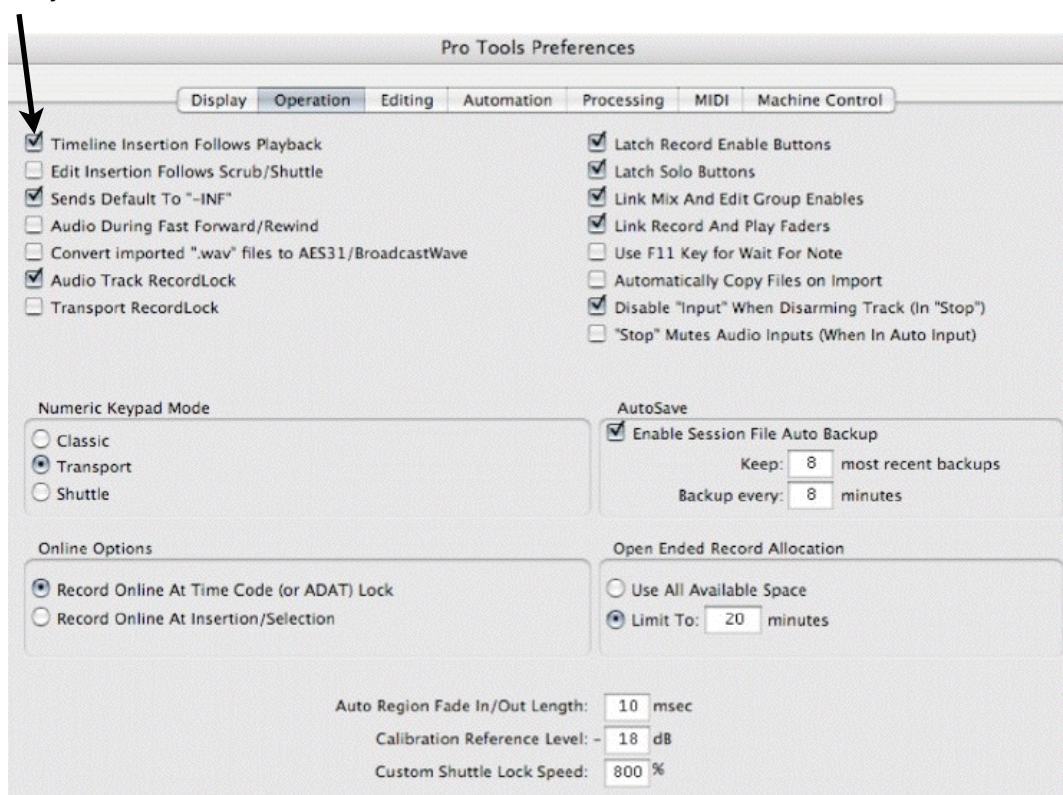 Pro Tools Preferences
Display Operation Editing Automation Processing MIDI Machine Control
Timeline Insertion Follows Playback
Edit Insertion Follows Scrub/Shuttle
Sends Default To "-INF"
Audio During Fast Forward/Rewind
Convert imported ".wav" files to AES31/BroadcastWave
Audio Track RecordLock
Transport RecordLock
Latch Record Enable Buttons
Latch Solo Buttons
Link Mix And Edit Group Enables
Link Record And Play Faders
Use F11 Key for Wait For Note
Automatically Copy Files on Import
Disable "Input" When Disarming Track (In "Stop")
"Stop" Mutes Audio Inputs (When In Auto Input)
Numeric Keypad Mode
Classic
Transport
Shuttle
AutoSave
Enable Session File Auto Backup
Keep: 8 most recent backups
Backup every: 8 minutes
Online Options
Record Online At Time Code (or ADAT) Lock
Record Online At Insertion/Selection
Open Ended Record Allocation
Use All Available Space
Limit To: 20 minutes
Auto Region Fade In/Out Length: 10 msec
Calibration Reference Level: - 18 dB
Custom Shuttle Lock Speed: 800 %